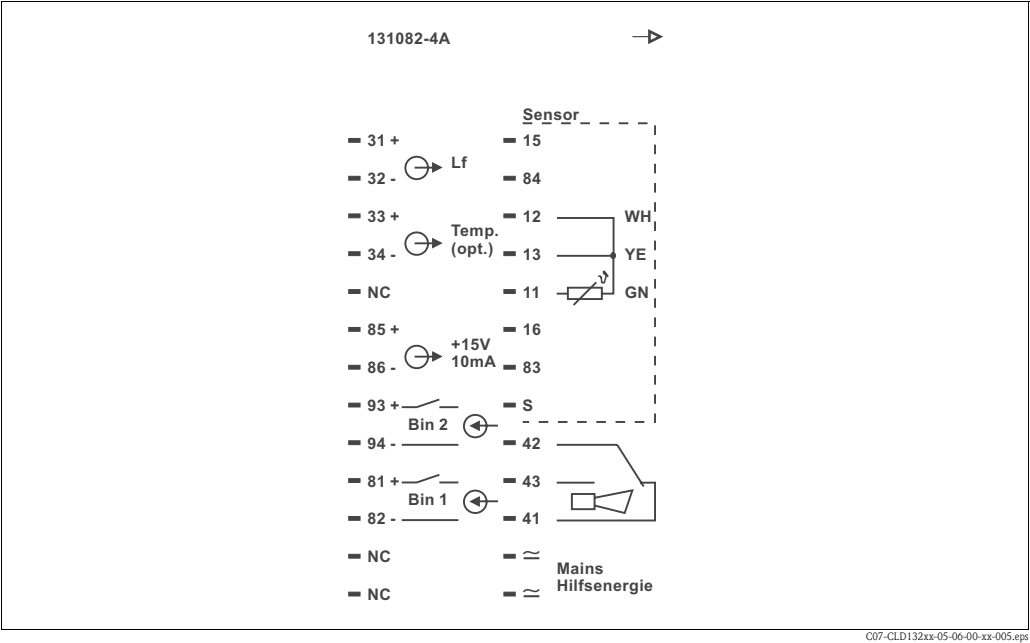 131082-4A
Sensor
31 +
32 -
Lf
33 +
34 -
Temp.
(opt.)
NC
85 +
86 -
+15V
10mA
93 +
Bin 2
94 -
81 +
Bin 1
82 -
NC
NC
15
84
12 WH
13 YE
ϑ
11 GN
16
83
S
42
43
41
≃
≃
Mains
Hilfsenergie
C07-CLD132xx-05-06-00-xx-005.eps